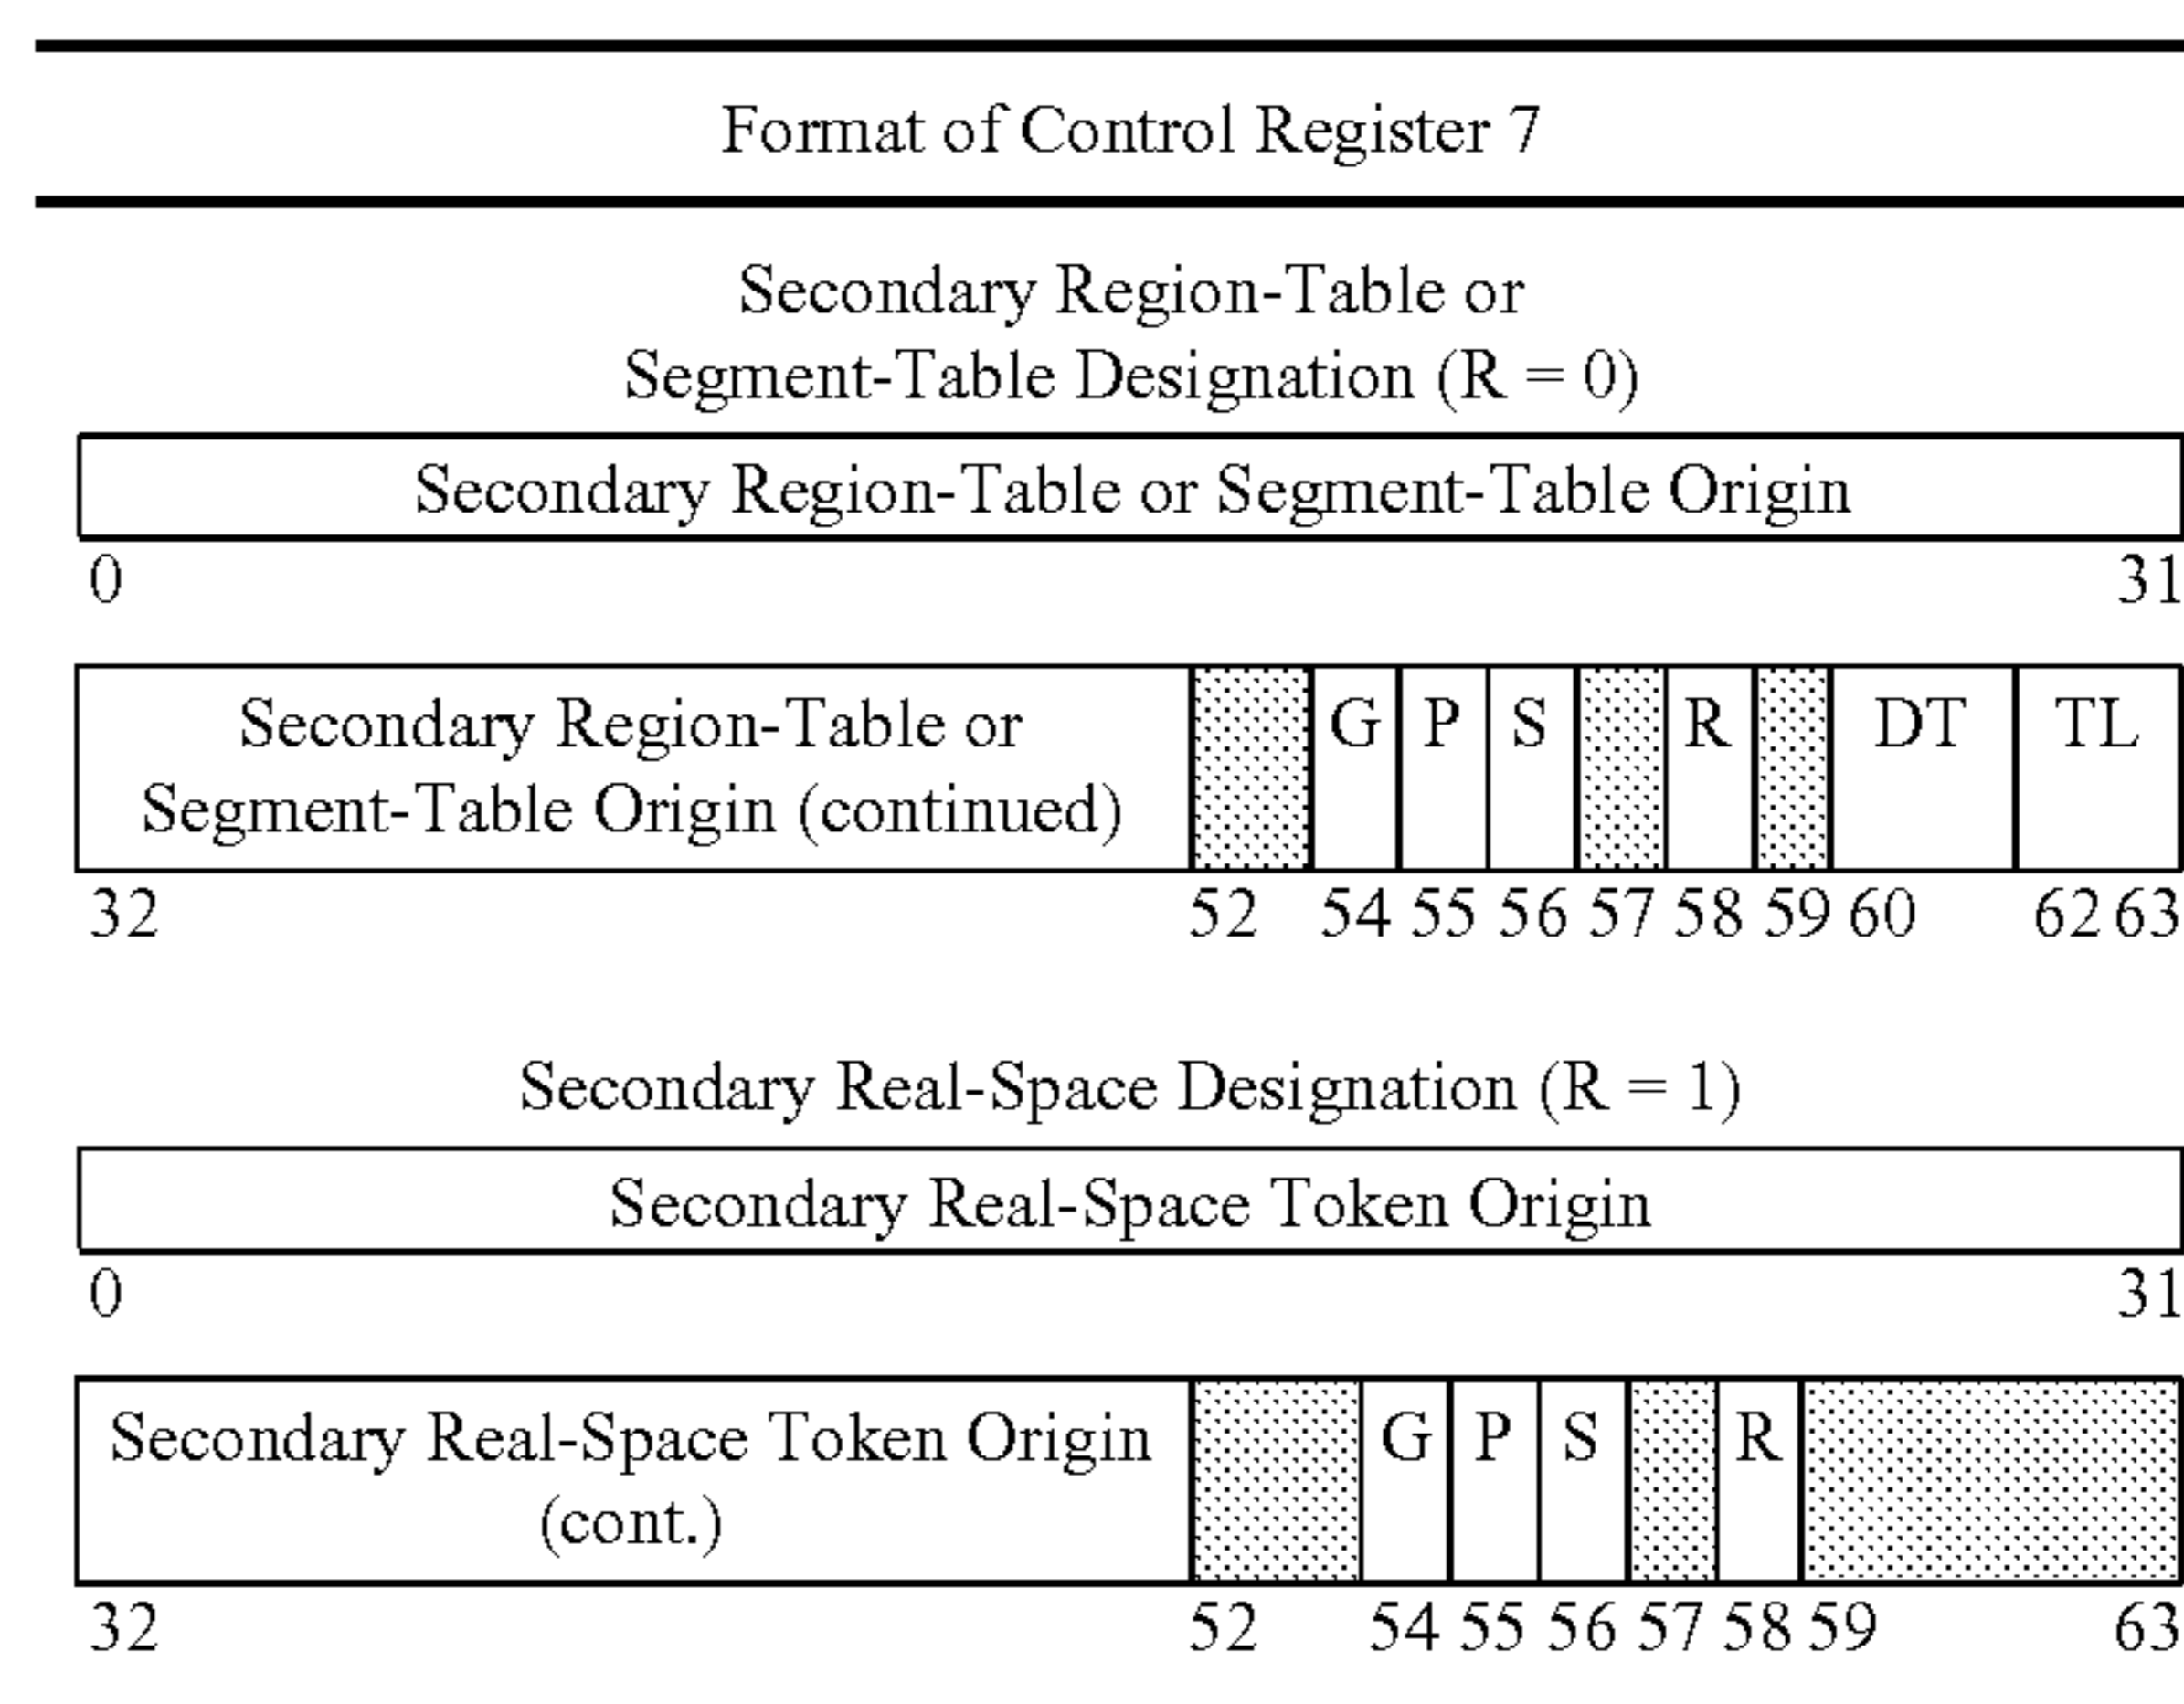 Format of Control Register 7
Secondary Region-Table or
Segment-Table Designation (R = 0)
Secondary Region-Table or Segment-Table Origin
0 31
Secondary Region-Table or
Segment-Table Origin (continued)
G P S R DT TL
32 52 54 55 56 57 58 59 60 62 63
Secondary Real-Space Designation (R = 1)
Secondary Real-Space Token Origin
0 31
Secondary Real-Space Token Origin
(cont.)
G P S R
32 52 54 55 56 57 58 59 63